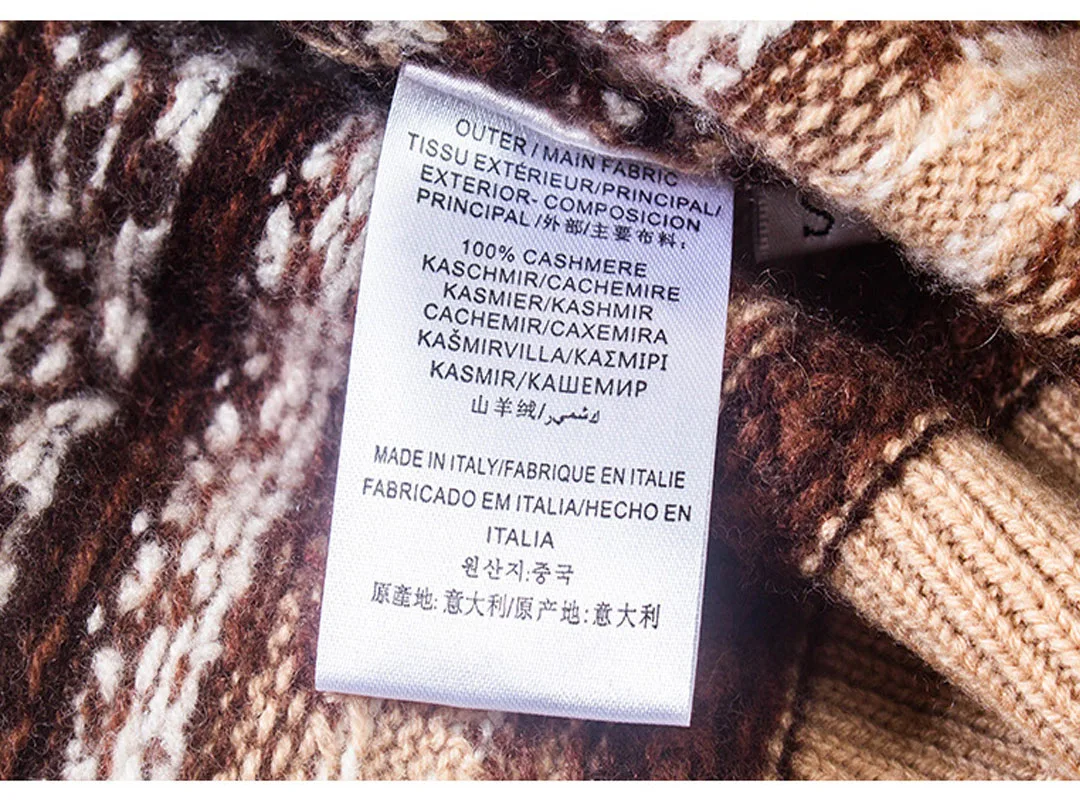 OUTER / MAIN FABRIC
TISSU EXTÉRIEUR/PRINCIPAL/
EXTERIOR- COMPOSICION
PRINCIPAL /外部/主要布料:
100% CASHMERE
KASCHMIR/CACHEMIRE
KASMIER/KASHMIR
CACHEMIR/CAXEMIRA
KAŠMIRVILLA/ΚΑΣΜΙΡΙ
KASMIR/КАШЕМИР
山羊绒/كشمير
MADE IN ITALY/FABRIQUE EN ITALIE
FABRICADO EM ITALIA/HECHO EN
ITALIA
원산지:중국
原產地: 意大利/原产地: 意大利
S